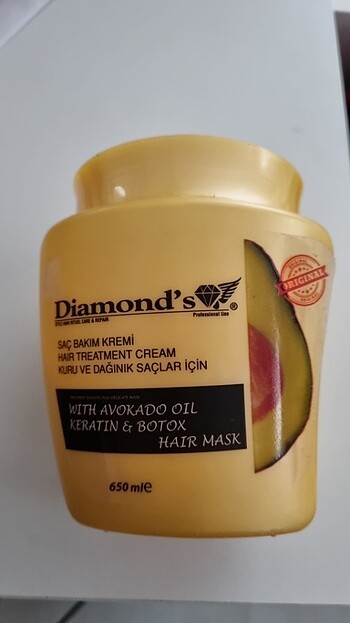 Diamond's ®
Professional Line
SAÇ BAKIM KREMİ
HAIR TREATMENT CREAM
KURU VE DAĞINIK SAÇLAR İÇİN
WITH AVOKADO OIL
KERATIN & BOTOX
HAIR MASK
650 ml℮
ORIGINAL